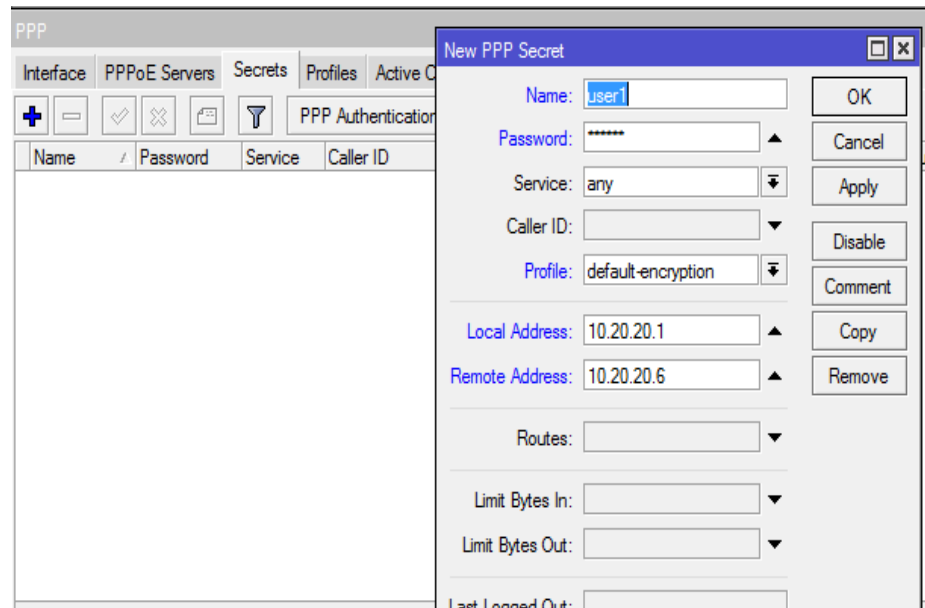 PPP
Interface PPPoE Servers Secrets Profiles Active C
PPP Authentication
Name Password Service Caller ID
New PPP Secret
Name: user1
Password: ******
Service: any
Caller ID:
Profile: default-encryption
Local Address: 10.20.20.1
Remote Address: 10.20.20.6
Routes:
Limit Bytes In:
Limit Bytes Out:
Last Logged Out:
OK
Cancel
Apply
Disable
Comment
Copy
Remove